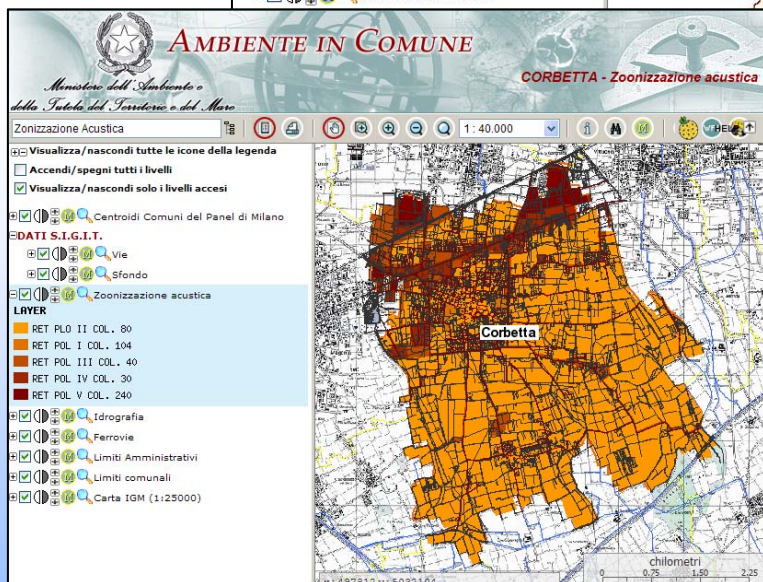 AMBIENTE IN COMUNE
Ministero dell'Ambiente e
della Tutela del Territorio e del Mare
CORBETTA - Zoonizzazione acustica
Zonizzazione Acustica
1 : 40.000
Visualizza/nascondi tutte le icone della legenda
Accendi/spegni tutti i livelli
Visualizza/nascondi solo i livelli accesi
Centroidi Comuni del Panel di Milano
DATI S.I.G.I.T.
Vie
Sfondo
Zoonizzazione acustica
LAYER
RET PLO II COL. 80
RET POL I COL. 104
RET POL III COL. 40
RET POL IV COL. 30
RET POL V COL. 240
Idrografia
Ferrovie
Limiti Amministrativi
Limiti comunali
Carta IGM (1:25000)
Corbetta
chilometri
0 0.75 1.50 2.25